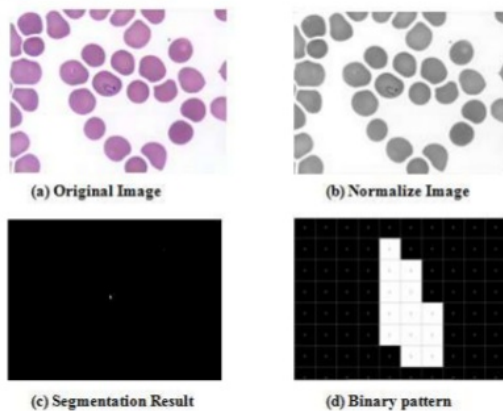 (a) Original Image
(b) Normalize Image
(c) Segmentation Result
(d) Binary pattern